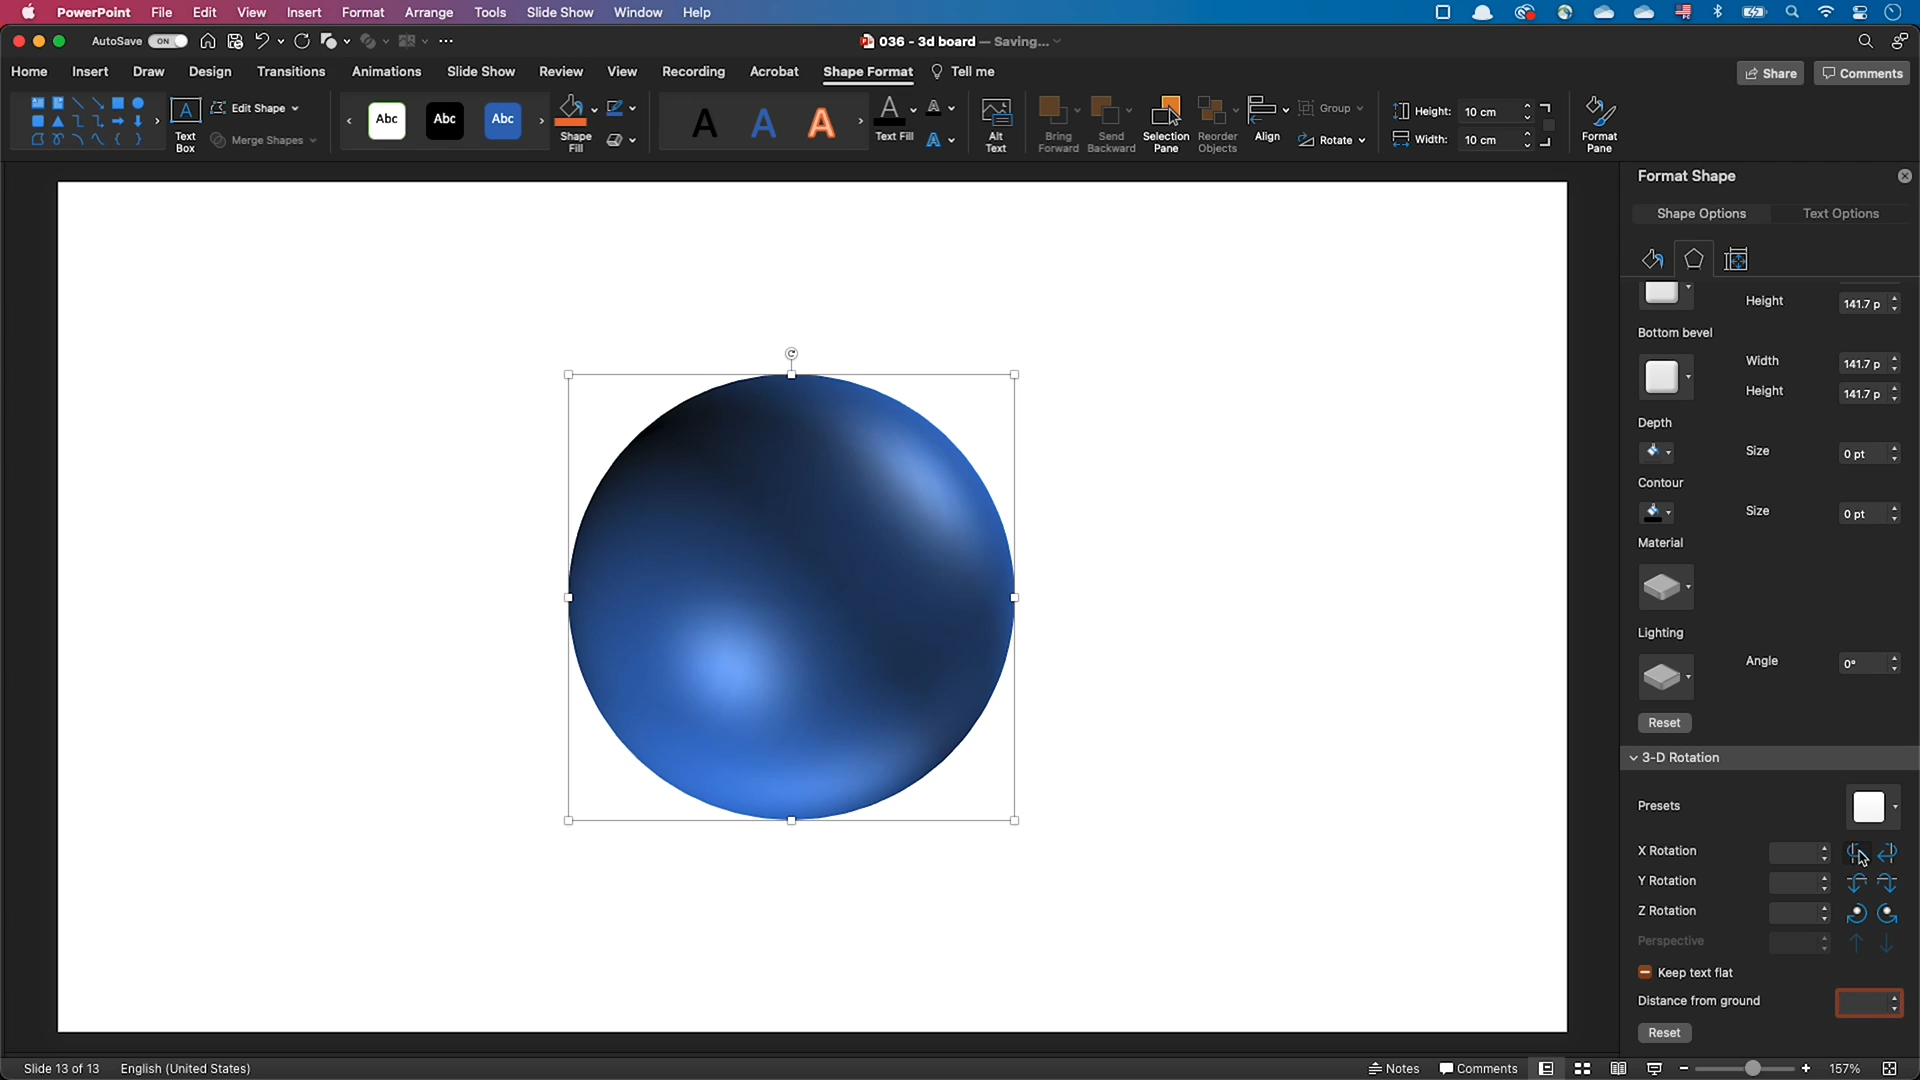 PowerPoint File Edit View Insert Format Arrange Tools Slide Show Window Help
AutoSave ON 036 - 3d board — Saving...
Home Insert Draw Design Transitions Animations Slide Show Review View Recording Acrobat Shape Format Tell me Share Comments
A Text Box
Edit Shape
Merge Shapes
Abc Abc Abc
Shape Fill
A A A
A Text Fill
A
A
Alt Text
Bring Forward
Send Backward
Selection Pane
Reorder Objects
Align
Group
Rotate
Height: 10 cm
Width: 10 cm
Format Pane
Format Shape
Shape Options Text Options
Height 141.7 p
Bottom bevel
Width 141.7 p
Height 141.7 p
Depth
Size 0 pt
Contour
Size 0 pt
Material
Lighting
Angle 0°
Reset
3-D Rotation
Presets
X Rotation
Y Rotation
Z Rotation
Perspective
Keep text flat
Distance from ground
Reset
Slide 13 of 13 English (United States) Notes Comments 157%